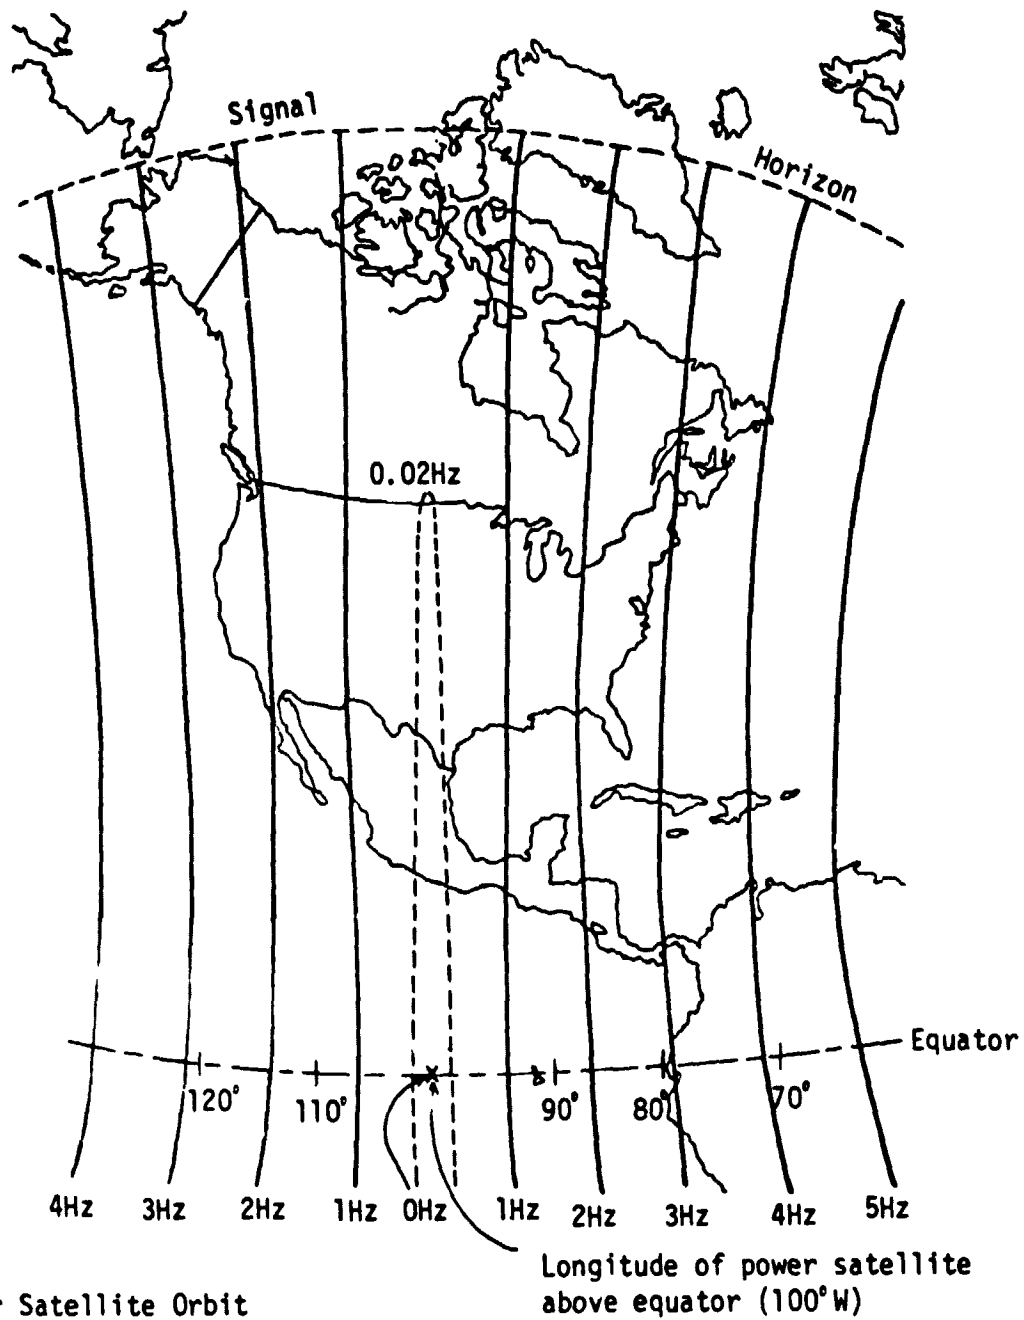 Signal
Horizon
0.02Hz
Equator
120°
110°
90°
80°
70°
4Hz
3Hz
2Hz
1Hz
0Hz
1Hz
2Hz
3Hz
4Hz
5Hz
Longitude of power satellite
above equator (100°W)
Satellite Orbit